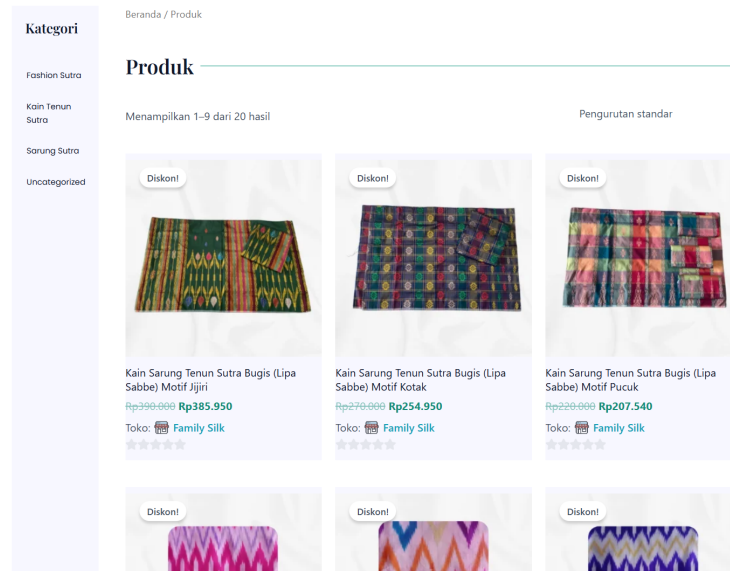 Kategori
Fashion Sutra
Kain Tenun
Sutra
Sarung Sutra
Uncategorized
Beranda / Produk
Produk
Menampilkan 1–9 dari 20 hasil
Pengurutan standar
Diskon!
Kain Sarung Tenun Sutra Bugis (Lipa
Sabbe) Motif Jijiri
Rp390.000 Rp385.950
Toko: Family Silk
Diskon!
Kain Sarung Tenun Sutra Bugis (Lipa
Sabbe) Motif Kotak
Rp270.000 Rp254.950
Toko: Family Silk
Diskon!
Kain Sarung Tenun Sutra Bugis (Lipa
Sabbe) Motif Pucuk
Rp220.000 Rp207.540
Toko: Family Silk
Diskon!
Diskon!
Diskon!